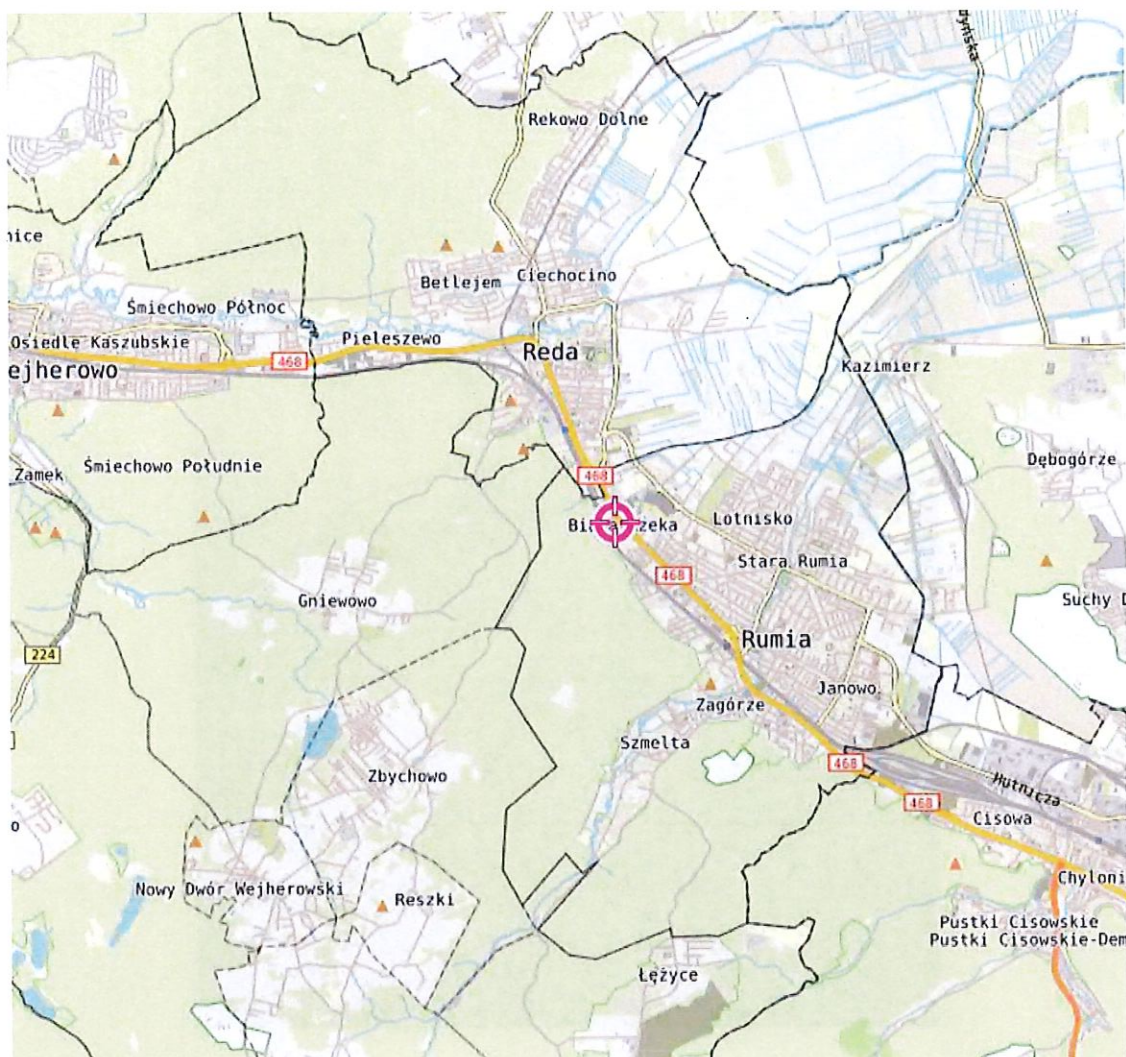 Rekowo Dolne
Betlejem
Ciechocino
Śmiechowo Północ
Osiedle Kaszubskie
Pieleszewo
468
Reda
Kazimierz
Zamek
Śmiechowo Południe
468
Dębogórze
Lotnisko
468
Stara Rumia
Gniewowo
Suchy D
224
Rumia
Janowo
Zagórze
Szmelta
468
Zbychowo
468
Hutnicza
Cisowa
Nowy Dwór Wejherowski
Reszki
Chyloni
Pustki Cisowskie
Pustki Cisowskie-Dem
Łężyce